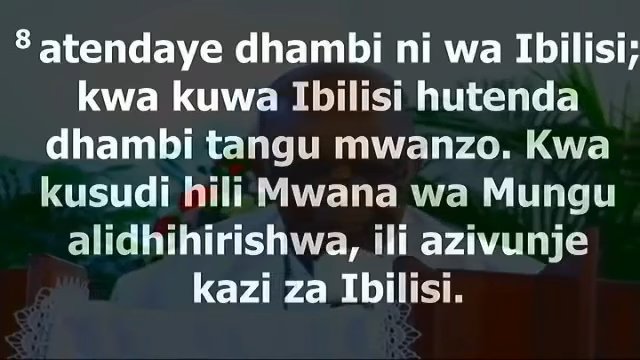 8 atendaye dhambi ni wa Ibilisi;
kwa kuwa Ibilisi hutenda
dhambi tangu mwanzo. Kwa
kusudi hili Mwana wa Mungu
alidhihirishwa, ili azivunje
kazi za Ibilisi.